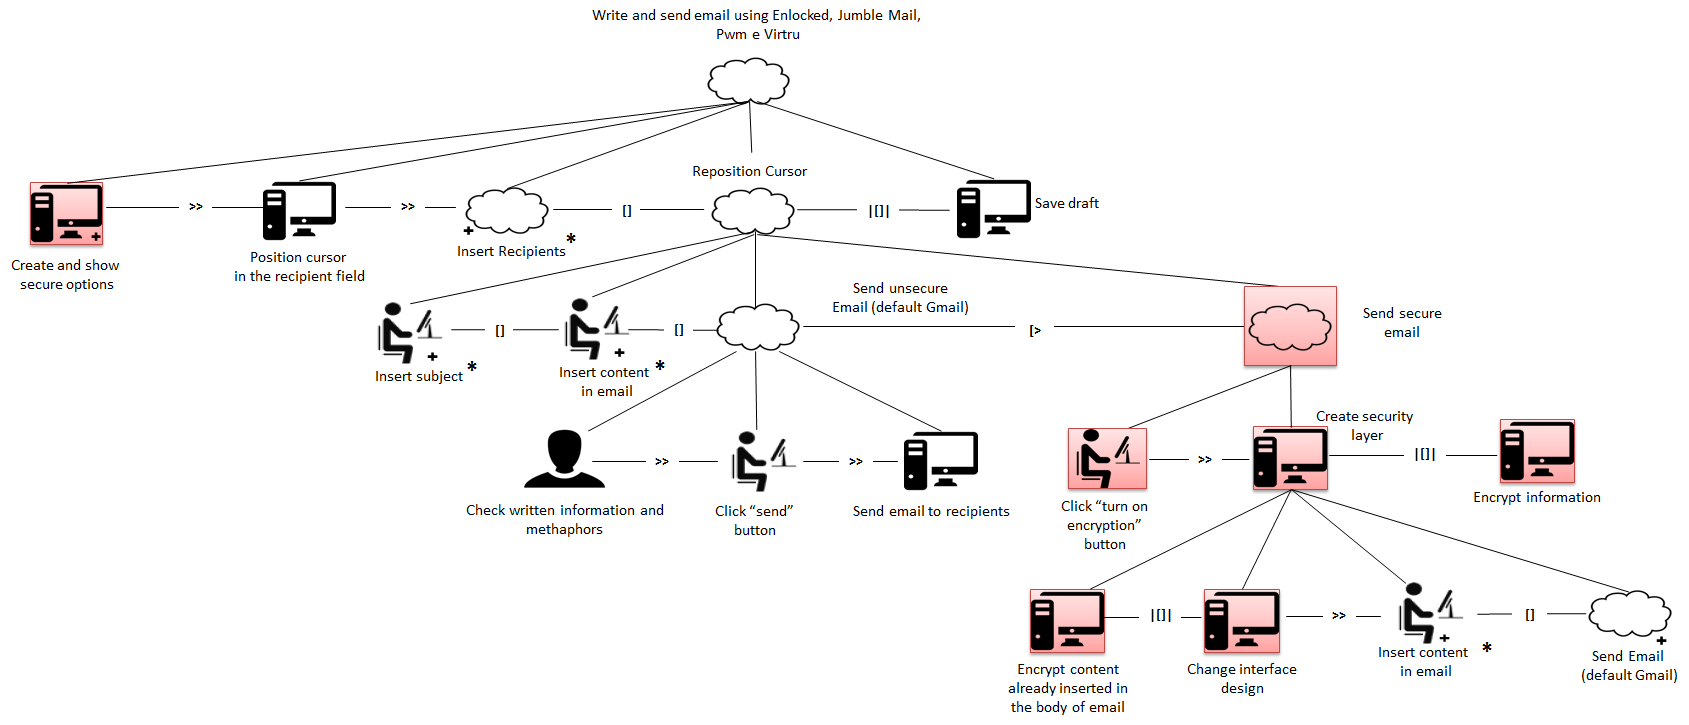 Write and send email using Enlocked, Jumble Mail,
Pwm e Virtru
Reposition Cursor
>>
>>
[]
|[]|
Save draft
+
+
*
Create and show
secure options
Position cursor
in the recipient field
Insert Recipients
Send unsecure
Email (default Gmail)
Send secure
email
[]
[]
[>
+
*
+
*
Insert subject
Insert content
in email
Create security
layer
>>
>>
>>
|[]|
Check written information and
methaphors
Click “send”
button
Send email to recipients
Click “turn on
encryption”
button
Encrypt information
|[]|
>>
[]
+
*
+
Encrypt content
already inserted in
the body of email
Change interface
design
Insert content
in email
Send Email
(default Gmail)